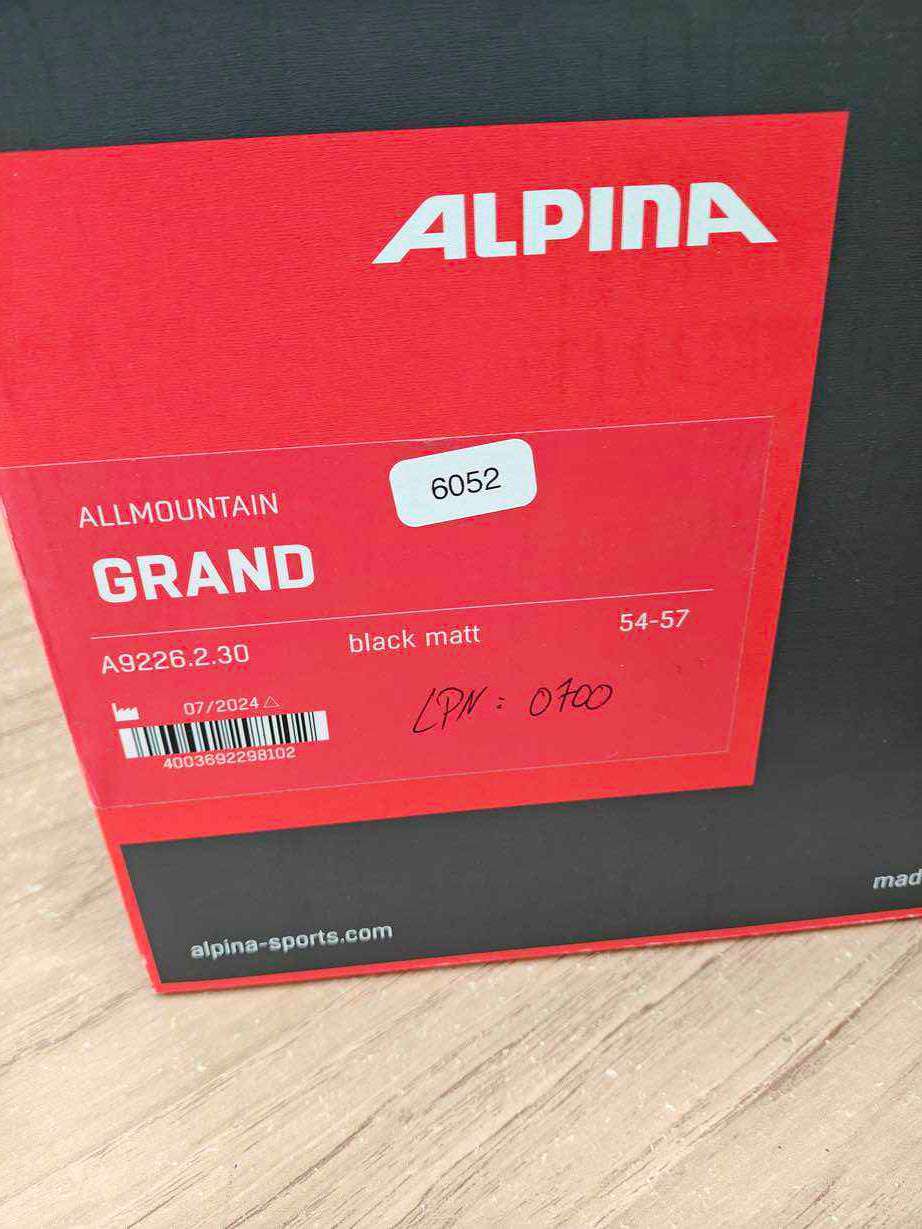 ALPINA
6052
ALLMOUNTAIN
GRAND
A9226.2.30 black matt 54-57
07/2024
LPN: 0700
4003692298102
mad
alpina-sports.com